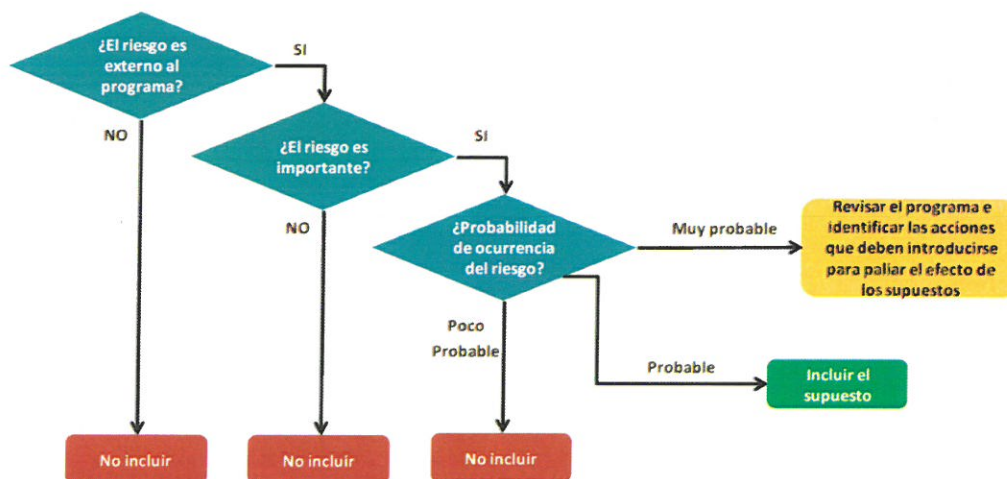 ¿El riesgo es
externo al
programa?
SI
NO
¿El riesgo es
importante?
SI
NO
¿Probabilidad
de ocurrencia
del riesgo?
Muy probable
Revisar el programa e
identificar las acciones
que deben introducirse
para paliar el efecto de
los supuestos
Poco
Probable
Probable
Incluir el
supuesto
No incluir
No incluir
No incluir